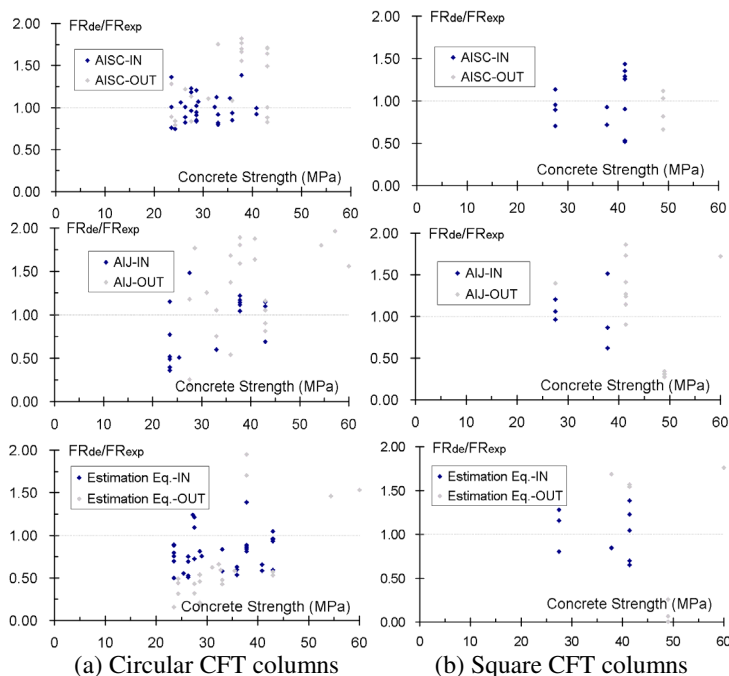 FRde/FRexp
2.00
1.50
1.00
0.50
0.00
AISC-IN
AISC-OUT
Concrete Strength (MPa)
0 10 20 30 40 50 60
FRde/FRexp
2.00
1.50
1.00
0.50
0.00
AISC-IN
AISC-OUT
Concrete Strength (MPa)
0 10 20 30 40 50 60
FRde/FRexp
2.00
1.50
1.00
0.50
0.00
AIJ-IN
AIJ-OUT
Concrete Strength (MPa)
0 10 20 30 40 50 60
FRde/FRexp
2.00
1.50
1.00
0.50
0.00
AIJ-IN
AIJ-OUT
Concrete Strength (MPa)
0 10 20 30 40 50 60
FRde/FRexp
2.00
1.50
1.00
0.50
0.00
Estimation Eq.-IN
Estimation Eq.-OUT
Concrete Strength (MPa)
0 10 20 30 40 50 60
FRde/FRexp
2.00
1.50
1.00
0.50
0.00
Estimation Eq.-IN
Estimation Eq.-OUT
Concrete Strength (MPa)
0 10 20 30 40 50 60
(a) Circular CFT columns
(b) Square CFT columns